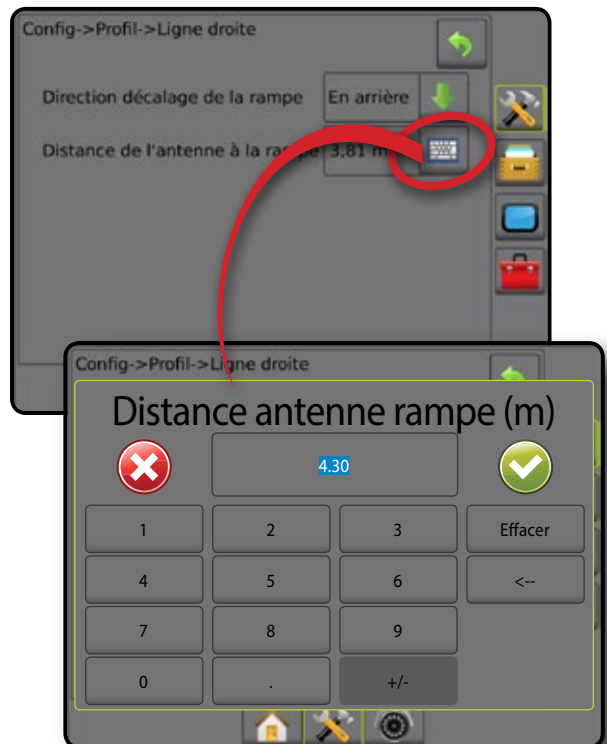 Config->Profil->Ligne droite
Direction décalage de la rampe En arrière
Distance de l'antenne à la rampe 3,81 m
Config->Profil->Ligne droite
Distance antenne rampe (m)
4.30
1 2 3 Effacer
4 5 6 <--
7 8 9
0 . +/-